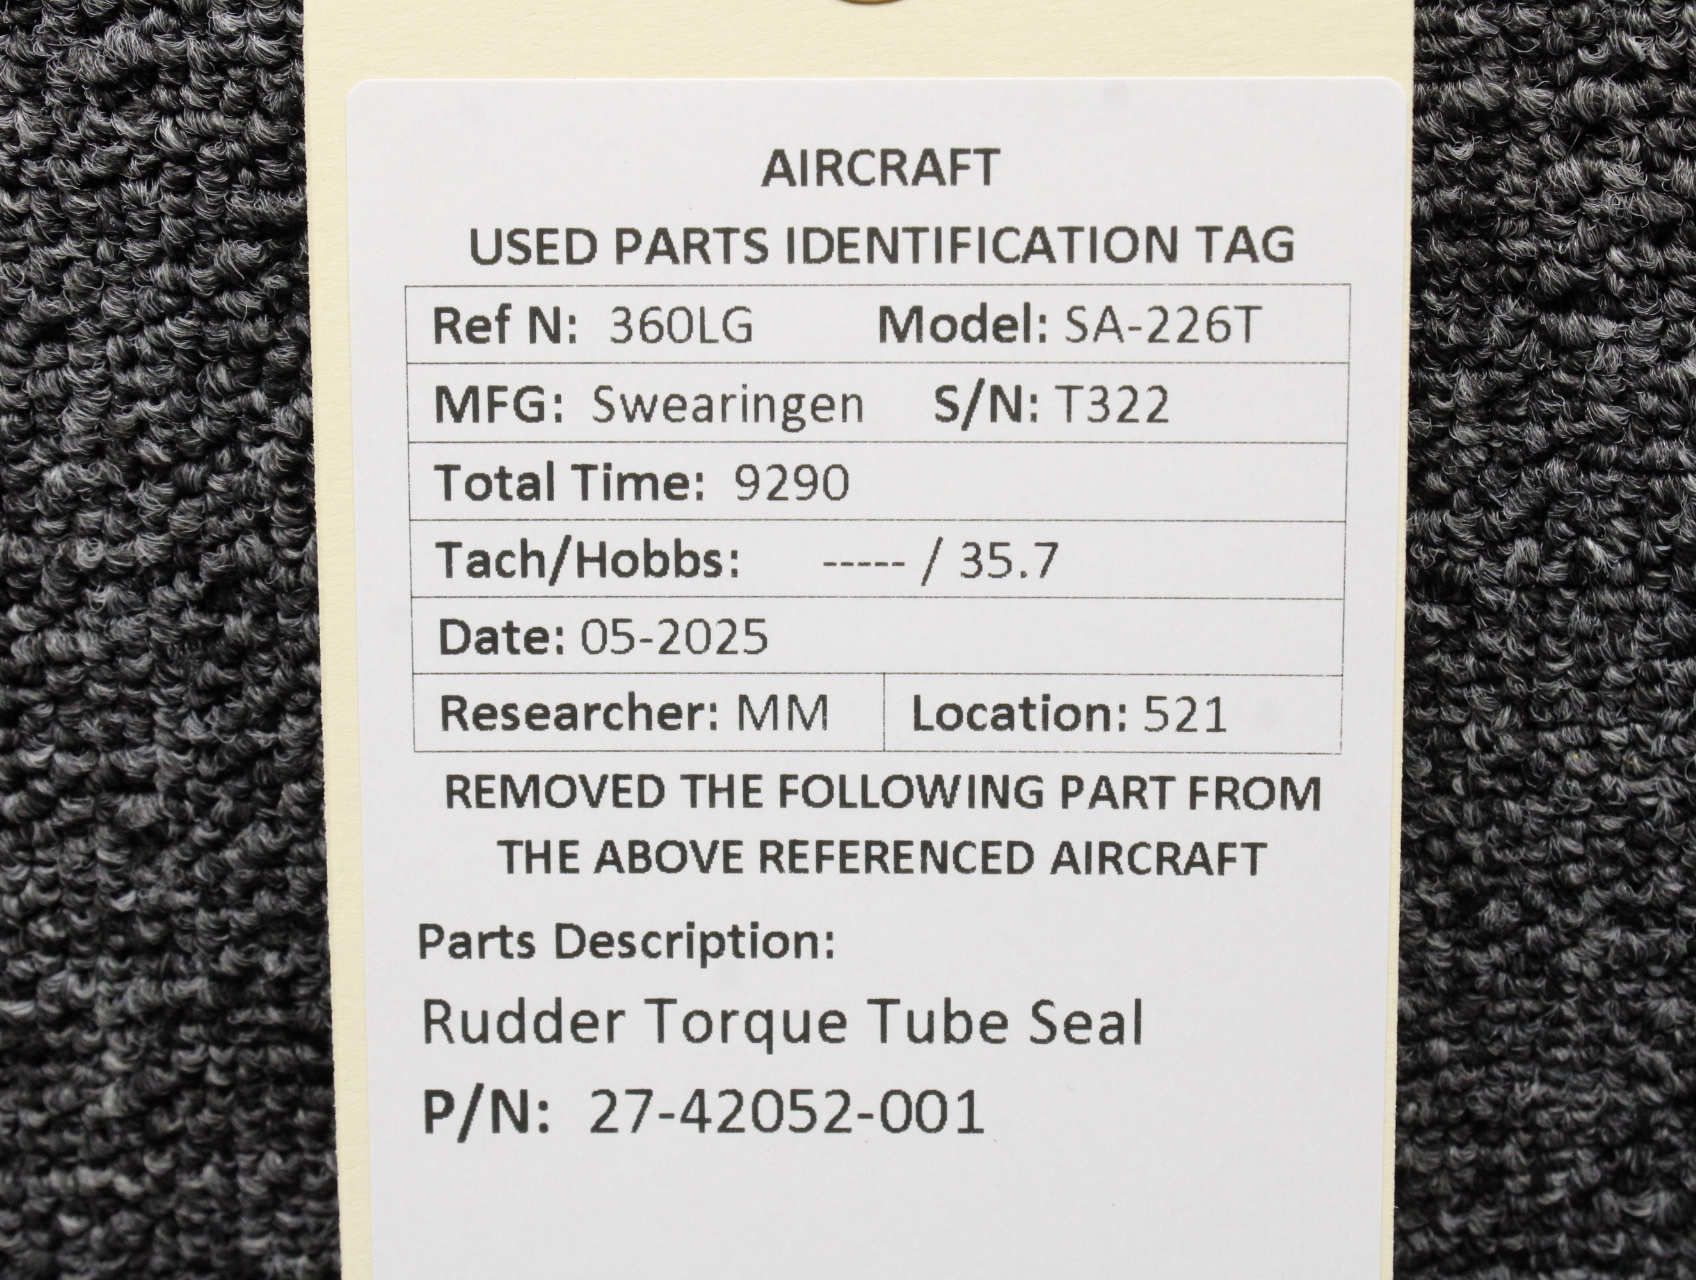 AIRCRAFT
USED PARTS IDENTIFICATION TAG
Ref N: 360LG Model: SA-226T
MFG: Swearingen S/N: T322
Total Time: 9290
Tach/Hobbs: ----- / 35.7
Date: 05-2025
Researcher: MM Location: 521
REMOVED THE FOLLOWING PART FROM
THE ABOVE REFERENCED AIRCRAFT
Parts Description:
Rudder Torque Tube Seal
P/N: 27-42052-001